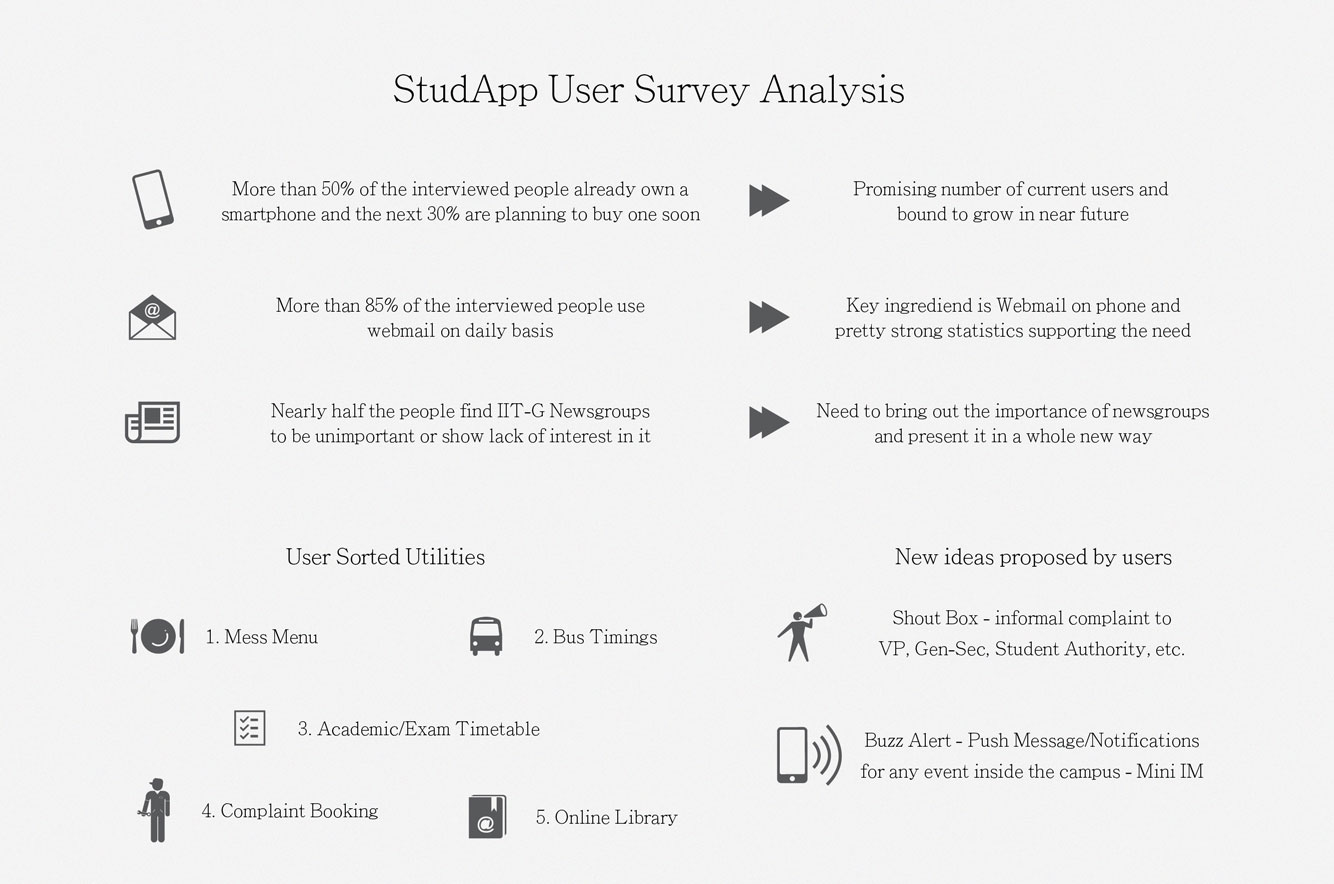 StudApp User Survey Analysis
More than 50% of the interviewed people already own a
smartphone and the next 30% are planning to buy one soon
Promising number of current users and
bound to grow in near future
@
More than 85% of the interviewed people use
webmail on daily basis
Key ingrediend is Webmail on phone and
pretty strong statistics supporting the need
Nearly half the people find IIT-G Newsgroups
to be unimportant or show lack of interest in it
Need to bring out the importance of newsgroups
and present it in a whole new way
User Sorted Utilities
1. Mess Menu
2. Bus Timings
3. Academic/Exam Timetable
4. Complaint Booking
@
5. Online Library
New ideas proposed by users
Shout Box - informal complaint to
VP, Gen-Sec, Student Authority, etc.
Buzz Alert - Push Message/Notifications
for any event inside the campus - Mini IM